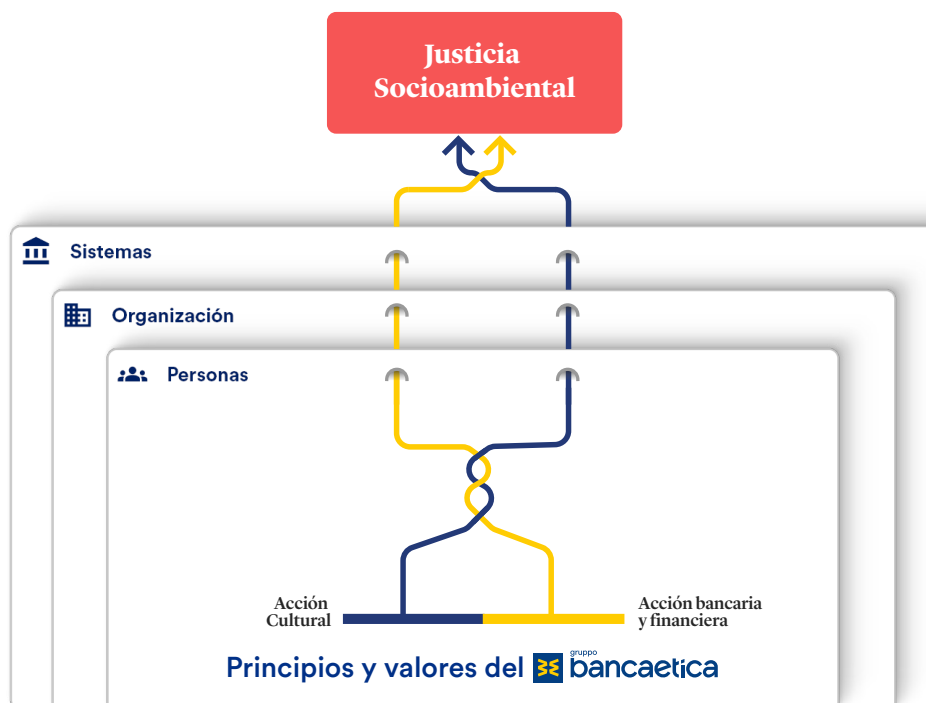 Justicia
Socioambiental
Sistemas
Organización
Personas
Acción
Cultural
Acción bancaria
y financiera
Principios y valores del gruppo bancaetica